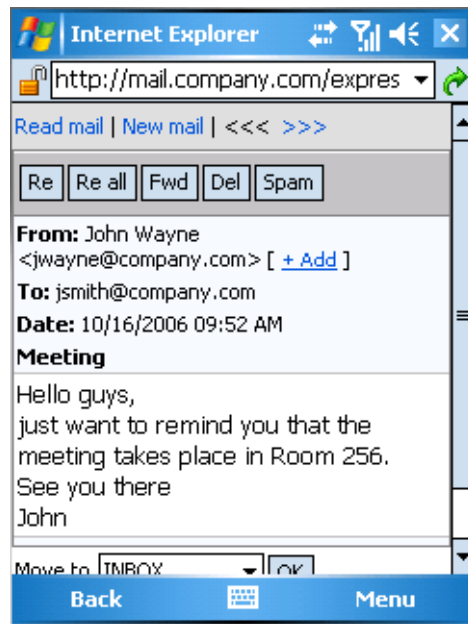 Internet Explorer
http://mail.company.com/expres
Read mail | New mail | <<< >>>
Re Re all Fwd Del Spam
From: John Wayne
<jwayne@company.com> [ + Add ]
To: jsmith@company.com
Date: 10/16/2006 09:52 AM
Meeting
Hello guys,
just want to remind you that the
meeting takes place in Room 256.
See you there
John
Move to INBOX OK
Back Menu